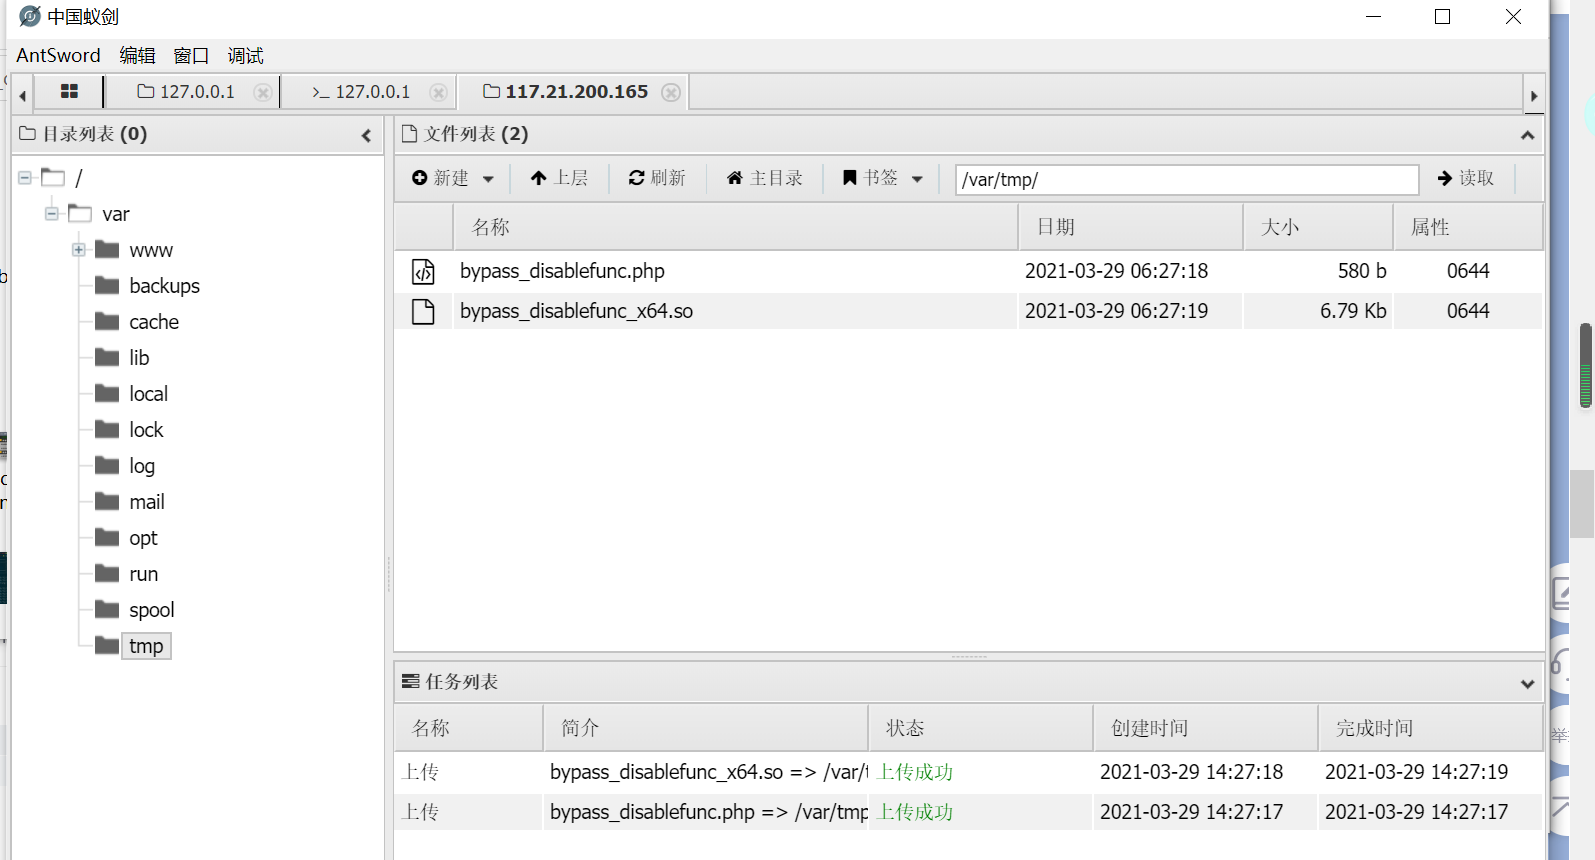 中国蚁剑
AntSword 编辑 窗口 调试
127.0.0.1 >_ 127.0.0.1 117.21.200.165
目录列表 (0)
/
var
www
backups
cache
lib
local
lock
log
mail
opt
run
spool
tmp
文件列表 (2)
新建 上层 刷新 主目录 书签 /var/tmp/ 读取
名称 日期 大小 属性
bypass_disablefunc.php 2021-03-29 06:27:18 580 b 0644
bypass_disablefunc_x64.so 2021-03-29 06:27:19 6.79 Kb 0644
任务列表
名称 简介 状态 创建时间 完成时间
上传 bypass_disablefunc_x64.so => /var/t 上传成功 2021-03-29 14:27:18 2021-03-29 14:27:19
上传 bypass_disablefunc.php => /var/tmp 上传成功 2021-03-29 14:27:17 2021-03-29 14:27:17